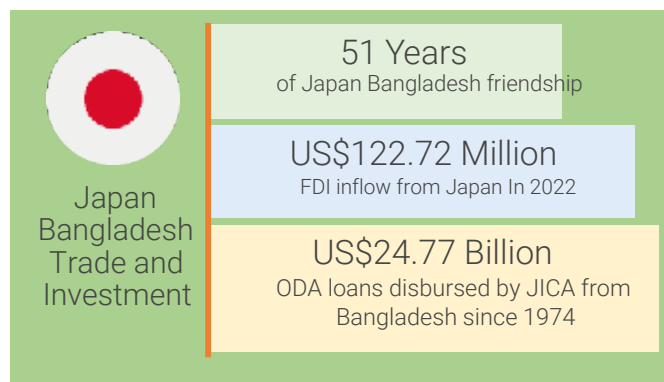 Japan
Bangladesh
Trade and
Investment
51 Years
of Japan Bangladesh friendship
US$122.72 Million
FDI inflow from Japan In 2022
US$24.77 Billion
ODA loans disbursed by JICA from
Bangladesh since 1974